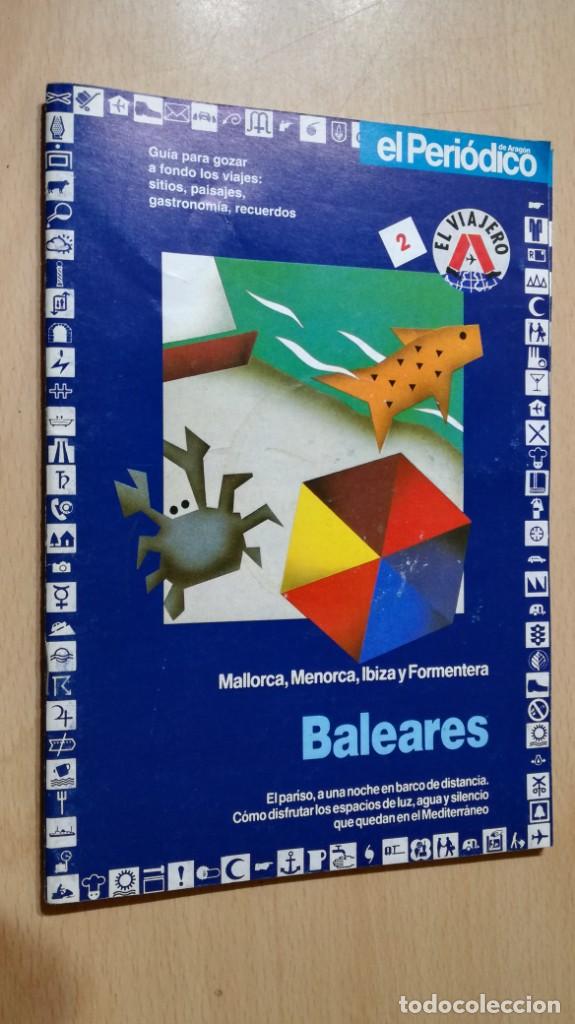 el Periódico
de Aragón
Guía para gozar
a fondo los viajes:
sitios, paisajes,
gastronomía, recuerdos
2
EL VIAJERO
Mallorca, Menorca, Ibiza y Formentera
Baleares
El pariso, a una noche en barco de distancia.
Cómo disfrutar los espacios de luz, agua y silencio
que quedan en el Mediterráneo
todocoleccion.net